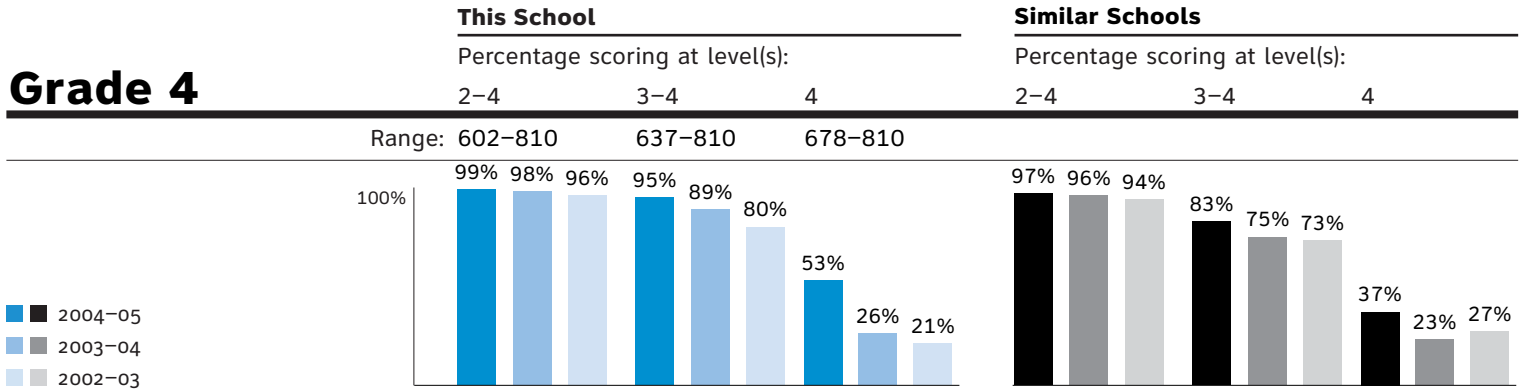 This School Similar Schools
Percentage scoring at level(s): Percentage scoring at level(s):
Grade 4 2–4 3–4 4 2–4 3–4 4
Range: 602–810 637–810 678–810
99% 98% 96% 95% 89% 80% 53% 26% 21% 97% 96% 94% 83% 75% 73% 37% 23% 27%
100%
2004–05
2003–04
2002–03